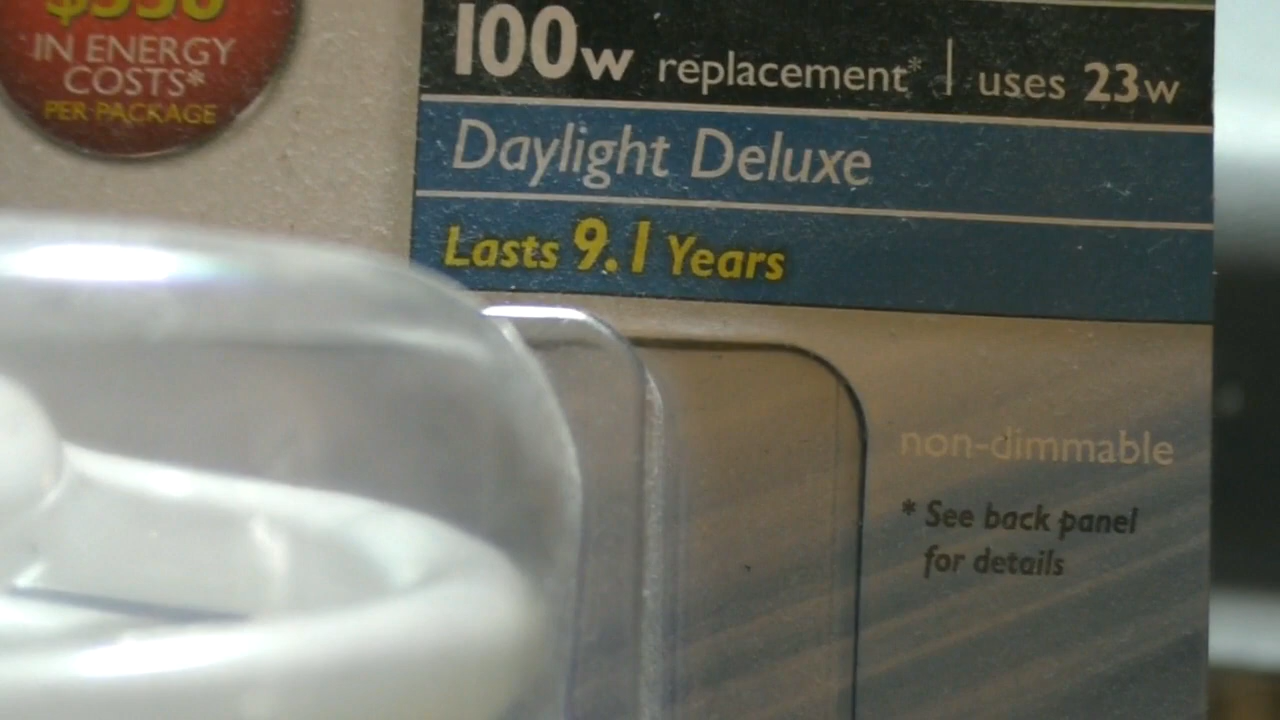 IN ENERGY
COSTS*
PER PACKAGE
100w replacement* | uses 23w
Daylight Deluxe
Lasts 9.1 Years
non-dimmable
* See back panel
for details